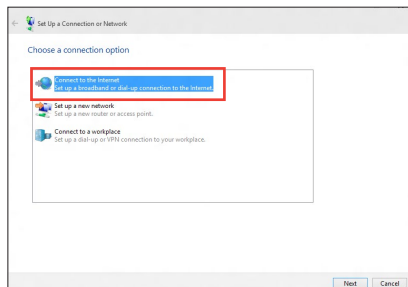 Set Up a Connection or Network
Choose a connection option
Connect to the Internet
Set up a broadband or dial-up connection to the Internet.
Set up a new network
Set up a new router or access point.
Connect to a workplace
Set up a dial-up or VPN connection to your workplace.
Next Cancel